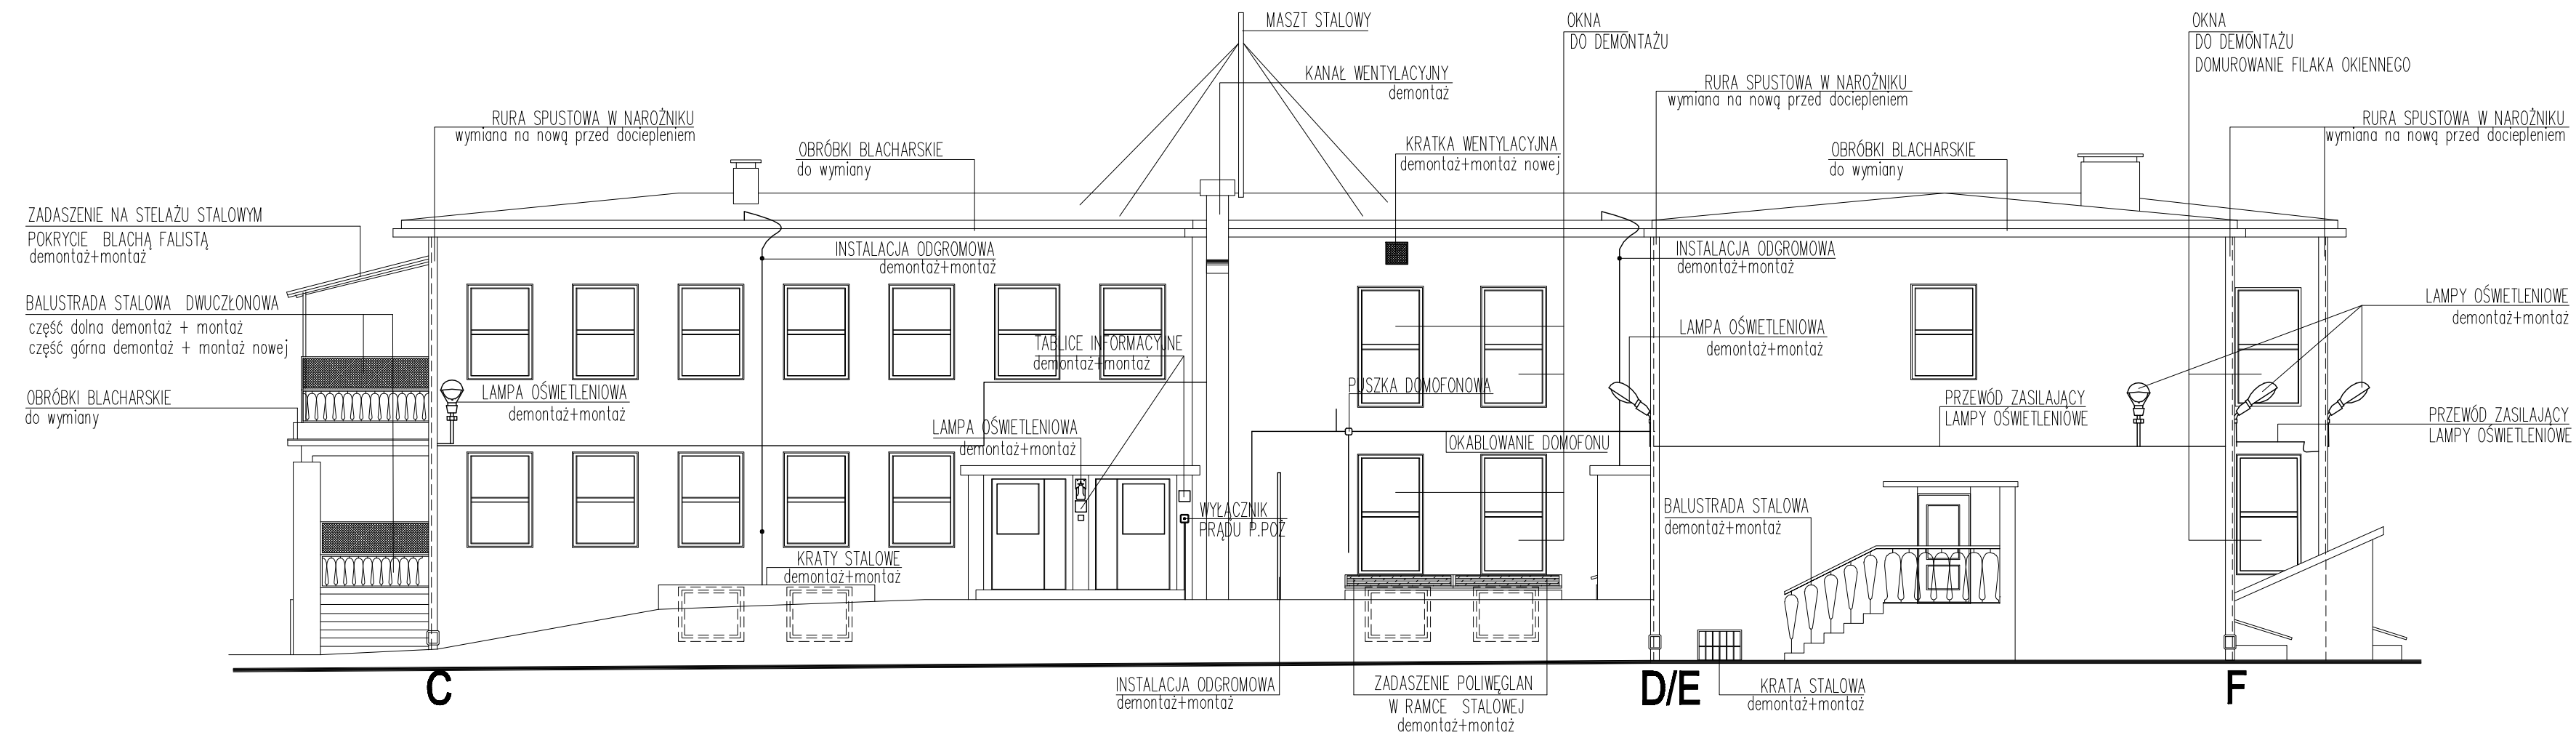 MASZT STALOWY
OKNA
DO DEMONTAŻU
OKNA
DO DEMONTAŻU
DOMUROWANIE FILAKA OKIENNEGO
KANAŁ WENTYLACYJNY
demontaż
RURA SPUSTOWA W NAROŻNIKU
wymiana na nową przed dociepleniem
RURA SPUSTOWA W NAROŻNIKU
wymiana na nową przed dociepleniem
RURA SPUSTOWA W NAROŻNIKU
wymiana na nową przed dociepleniem
OBRÓBKI BLACHARSKIE
do wymiany
KRATKA WENTYLACYJNA
demontaż+montaż nowej
OBRÓBKI BLACHARSKIE
do wymiany
ZADASZENIE NA STELAŻU STALOWYM
POKRYCIE BLACHĄ FALISTĄ
demontaż+montaż
INSTALACJA ODGROMOWA
demontaż+montaż
INSTALACJA ODGROMOWA
demontaż+montaż
BALUSTRADA STALOWA DWUCZŁONOWA
część dolna demontaż + montaż
część górna demontaż + montaż nowej
LAMPY OŚWIETLENIOWE
demontaż+montaż
TABLICE INFORMACYJNE
demontaż+montaż
LAMPA OŚWIETLENIOWA
demontaż+montaż
OBRÓBKI BLACHARSKIE
do wymiany
LAMPA OŚWIETLENIOWA
demontaż+montaż
PUSZKA DOMOFONOWA
PRZEWÓD ZASILAJĄCY
LAMPY OŚWIETLENIOWE
PRZEWÓD ZASILAJĄCY
LAMPY OŚWIETLENIOWE
LAMPA OŚWIETLENIOWA
demontaż+montaż
OKABLOWANIE DOMOFONU
WYŁĄCZNIK
PRĄDU P.POŻ
BALUSTRADA STALOWA
demontaż+montaż
KRATY STALOWE
demontaż+montaż
C
D/E
F
INSTALACJA ODGROMOWA
demontaż+montaż
ZADASZENIE POLIWĘGLAN
W RAMCE STALOWEJ
demontaż+montaż
KRATA STALOWA
demontaż+montaż